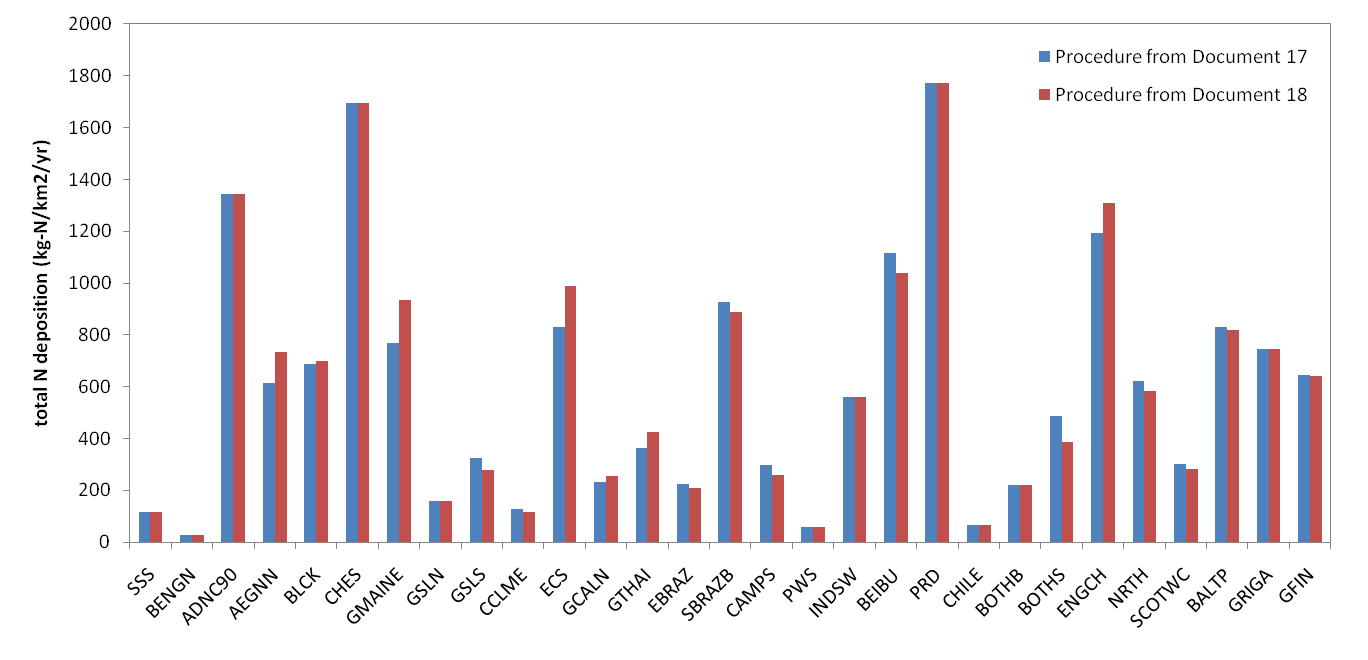 2000
1800
1600
1400
1200
1000
800
600
400
200
0
total N deposition (kg-N/km2/yr)
Procedure from Document 17
Procedure from Document 18
SSS
BENGN
ADNC90
AEGNN
BLCK
CHES
GMAINE
GSLN
GSLS
CCLME
ECS
GCALN
GTHAI
EBRAZ
SBRAZB
CAMPS
PWS
INDSW
BEIBU
PRD
CHILE
BOTHB
BOTHS
ENGCH
NRTH
SCOTWC
BALTP
GRIGA
GFIN